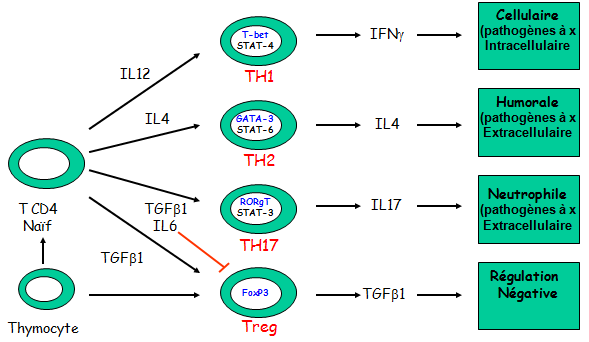 T-bet
STAT-4
TH1
IFNγ
Cellulaire
(pathogènes à x
Intracellulaire
IL12
IL4
GATA-3
STAT-6
TH2
IL4
Humorale
(pathogènes à x
Extracellulaire
T CD4
Naïf
TGFβ1
IL6
RORgT
STAT-3
TH17
IL17
Neutrophile
(pathogènes à x
Extracellulaire
TGFβ1
Thymocyte
FoxP3
Treg
TGFβ1
Régulation
Négative